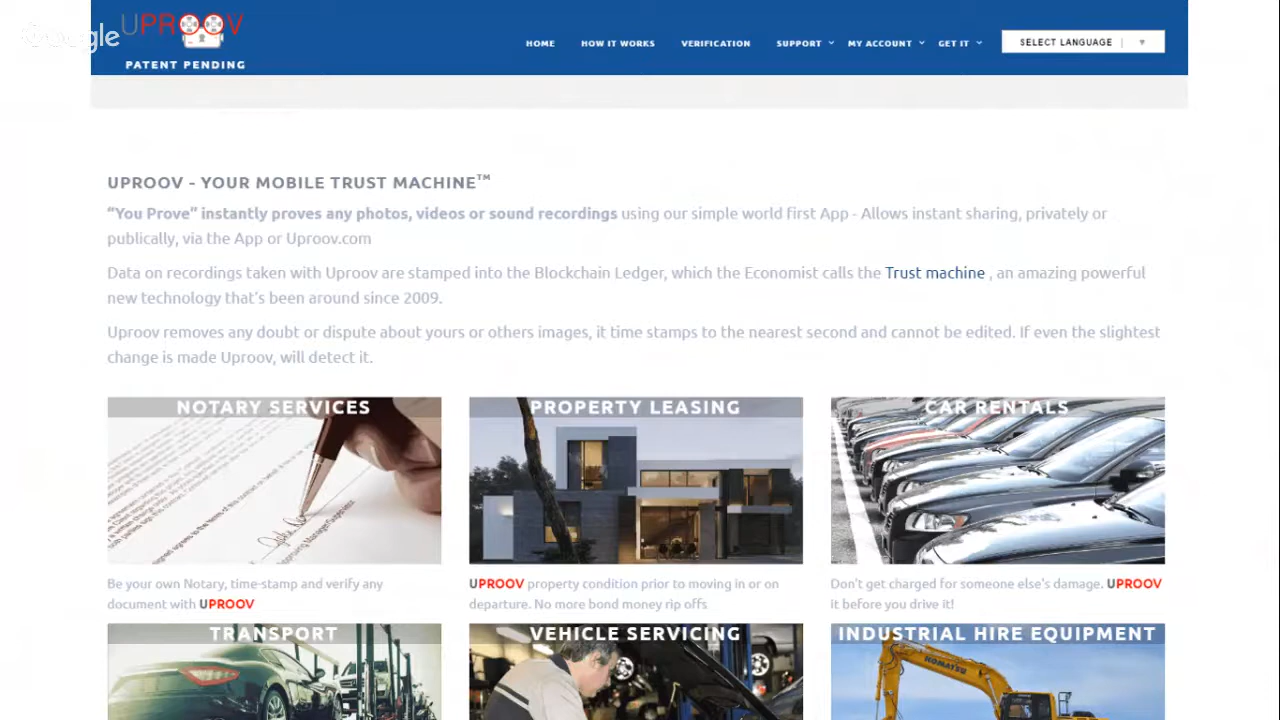 Google
UPROOV
PATENT PENDING
HOME HOW IT WORKS VERIFICATION SUPPORT MY ACCOUNT GET IT SELECT LANGUAGE
UPROOV - YOUR MOBILE TRUST MACHINE™
“You Prove” instantly proves any photos, videos or sound recordings using our simple world first App - Allows instant sharing, privately or
publically, via the App or Uproov.com
Data on recordings taken with Uproov are stamped into the Blockchain Ledger, which the Economist calls the Trust machine , an amazing powerful
new technology that's been around since 2009.
Uproov removes any doubt or dispute about yours or others images, it time stamps to the nearest second and cannot be edited. If even the slightest
change is made Uproov, will detect it.
NOTARY SERVICES PROPERTY LEASING CAR RENTALS
Be your own Notary, time-stamp and verify any
document with UPROOV
UPROOV property condition prior to moving in or on
departure. No more bond money rip offs
Don't get charged for someone else's damage. UPROOV
it before you drive it!
TRANSPORT VEHICLE SERVICING INDUSTRIAL HIRE EQUIPMENT
KOMATSU